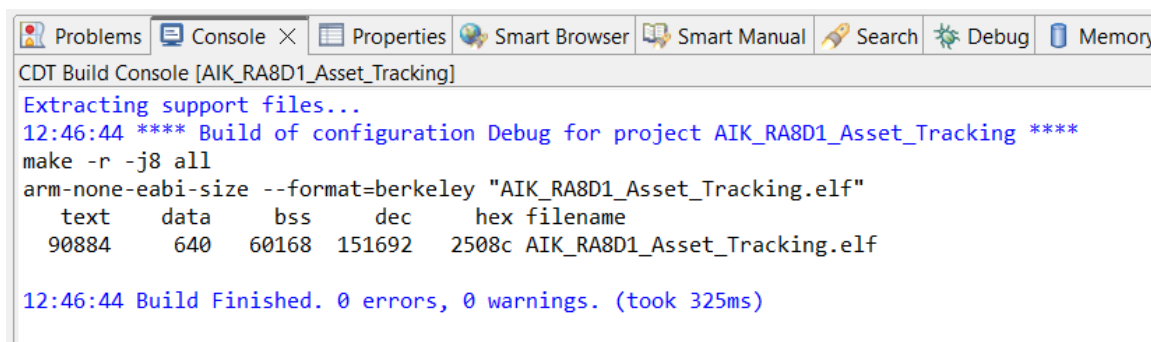 Problems Console Properties Smart Browser Smart Manual Search Debug Memory
CDT Build Console [AIK_RA8D1_Asset_Tracking]
Extracting support files...
12:46:44 **** Build of configuration Debug for project AIK_RA8D1_Asset_Tracking ****
make -r -j8 all
arm-none-eabi-size --format=berkeley "AIK_RA8D1_Asset_Tracking.elf"
text data bss dec hex filename
90884 640 60168 151692 2508c AIK_RA8D1_Asset_Tracking.elf
12:46:44 Build Finished. 0 errors, 0 warnings. (took 325ms)